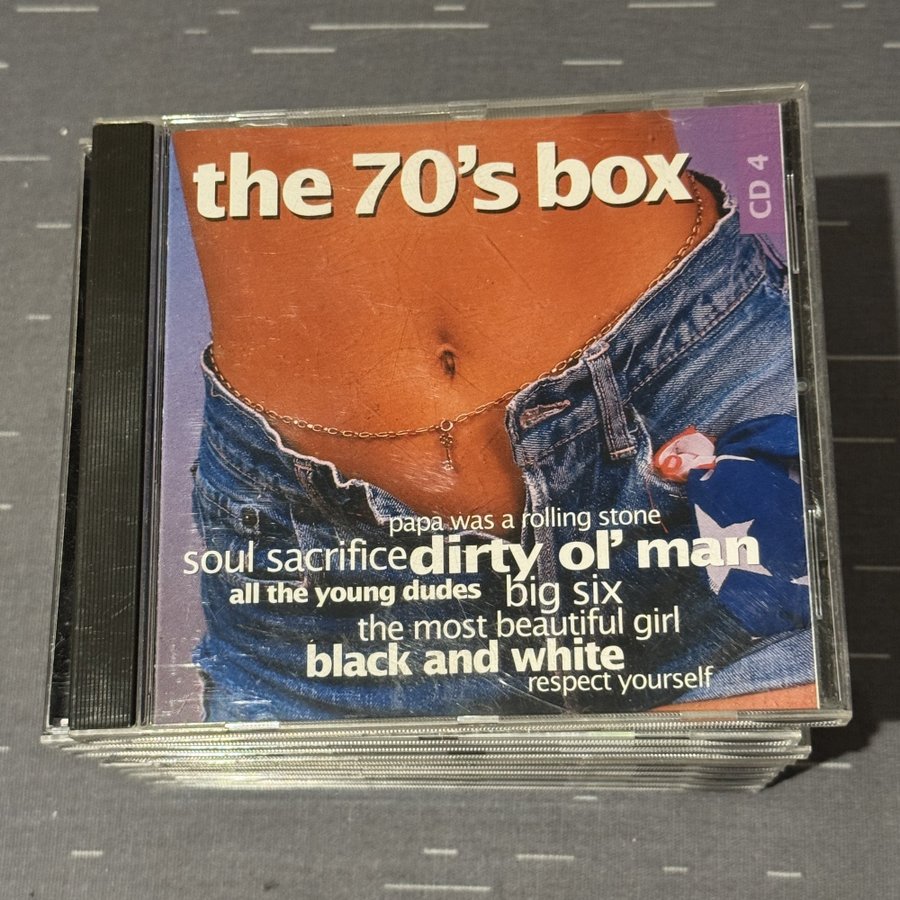 the 70's box
CD 4
papa was a rolling stone
soul sacrifice dirty ol' man
all the young dudes big six
the most beautiful girl
black and white
respect yourself